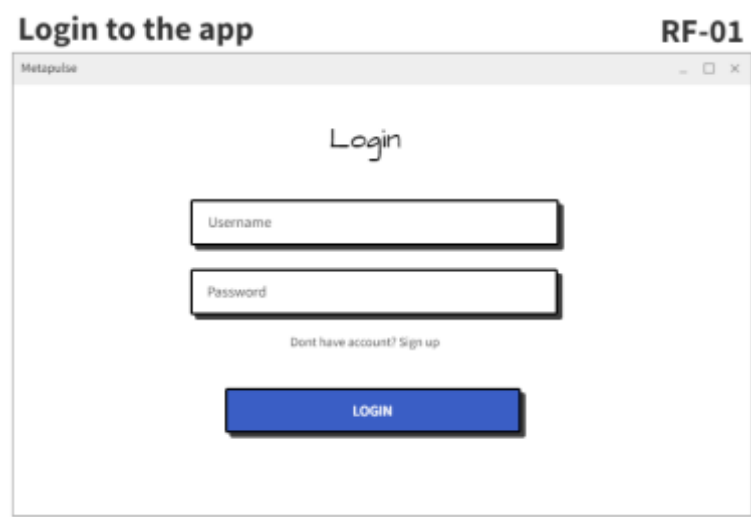 Login to the app RF-01
Metapulse
Login
Username
Password
Dont have account? Sign up
LOGIN